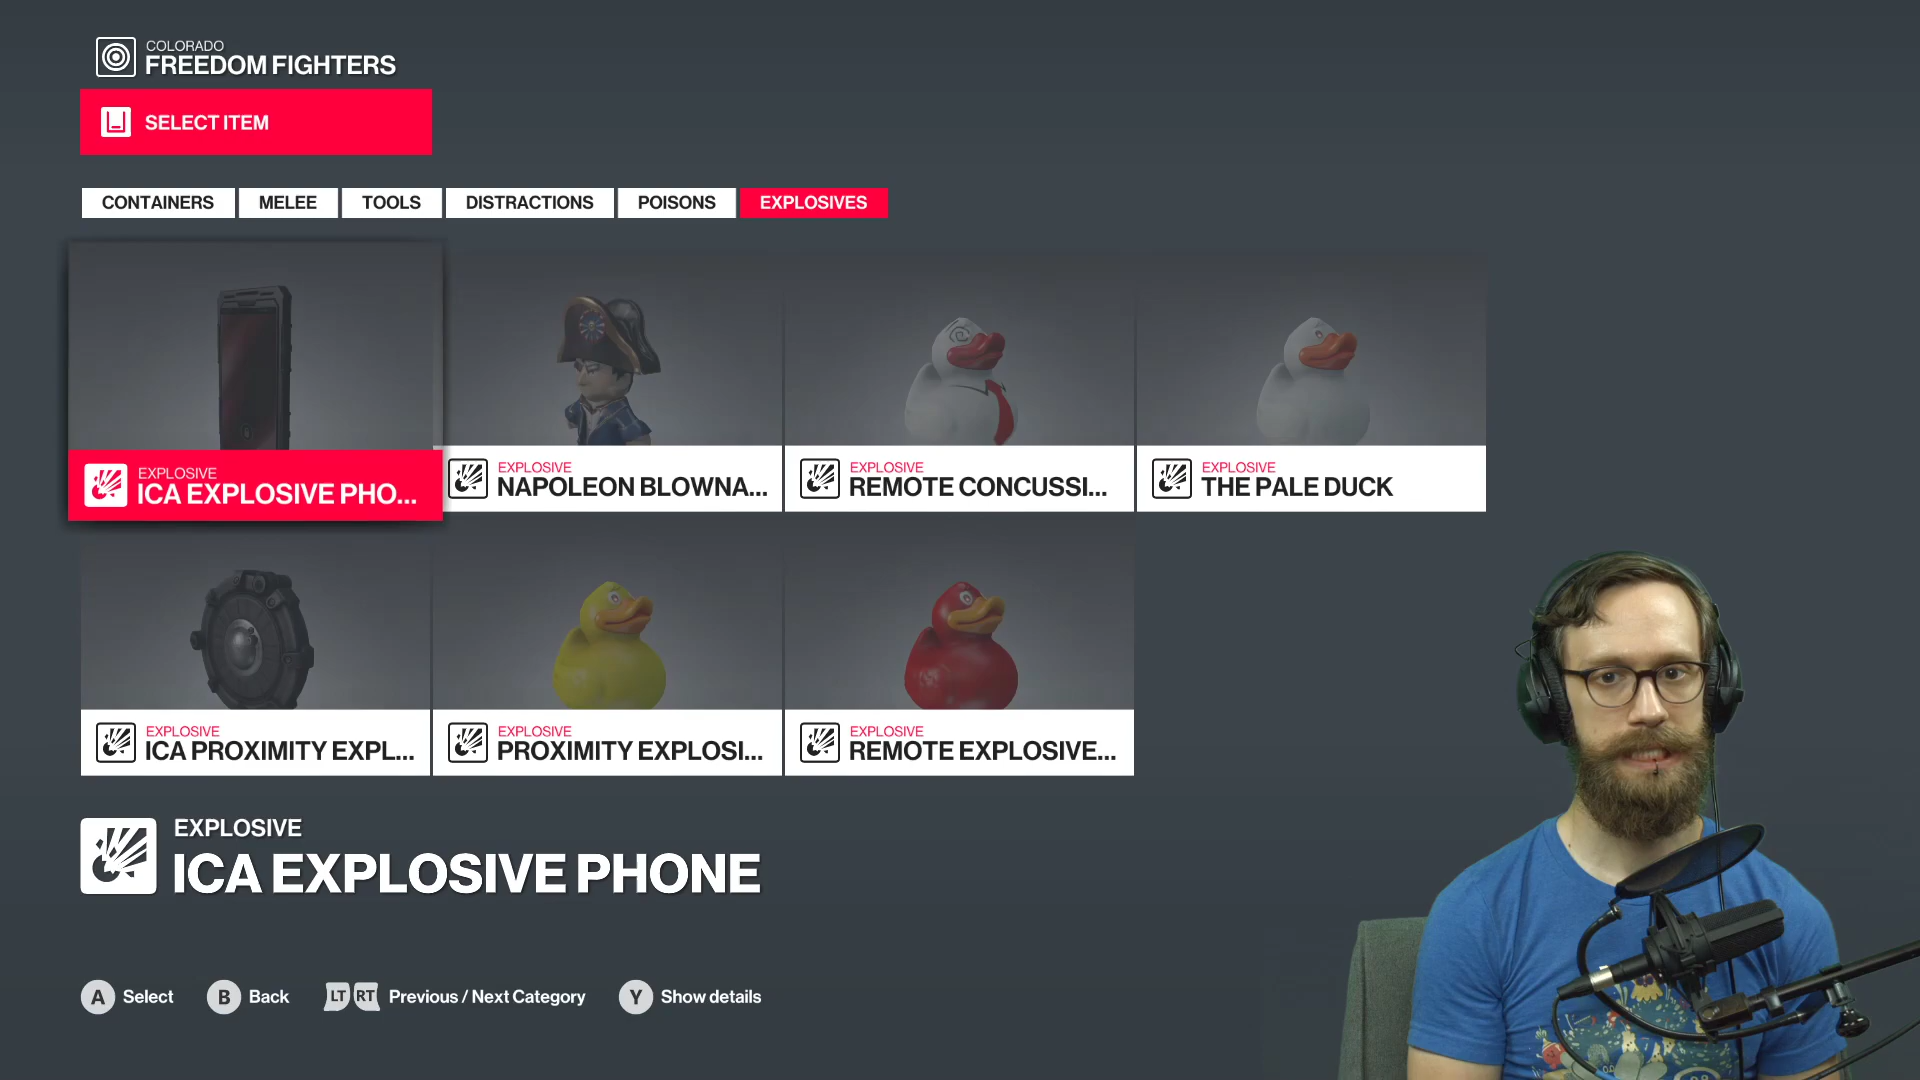 COLORADO
FREEDOM FIGHTERS
SELECT ITEM
CONTAINERS
MELEE
TOOLS
DISTRACTIONS
POISONS
EXPLOSIVES
EXPLOSIVE
ICA EXPLOSIVE PHO...
EXPLOSIVE
NAPOLEON BLOWNA...
EXPLOSIVE
REMOTE CONCUSSI...
EXPLOSIVE
THE PALE DUCK
EXPLOSIVE
ICA PROXIMITY EXPL...
EXPLOSIVE
PROXIMITY EXPLOSI...
EXPLOSIVE
REMOTE EXPLOSIVE...
EXPLOSIVE
ICA EXPLOSIVE PHONE
A Select
B Back
LT RT Previous / Next Category
Y Show details